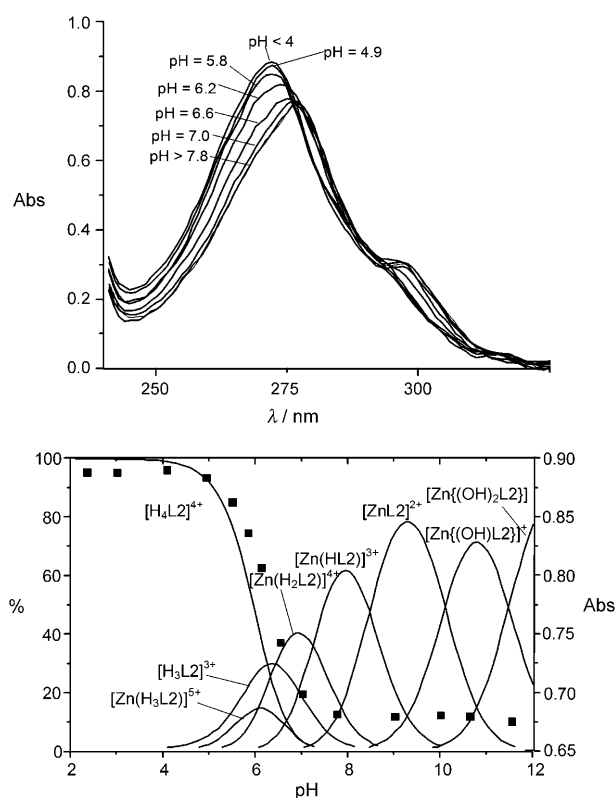 1.0
pH < 4
pH = 5.8
pH = 4.9
0.8
pH = 6.2
pH = 6.6
pH = 7.0
0.6
pH > 7.8
Abs
0.4
0.2
0.0
250
275
300
λ / nm
100
0.90
[H4L2]4+
[ZnL2]2+
[Zn{(OH)2L2}]
[Zn{(OH)L2}]+
80
0.85
[Zn(HL2)]3+
[Zn(H2L2)]4+
60
0.80
%
Abs
40
0.75
[H3L2]3+
[Zn(H3L2)]5+
20
0.70
0
0.65
2
4
6
8
10
12
pH